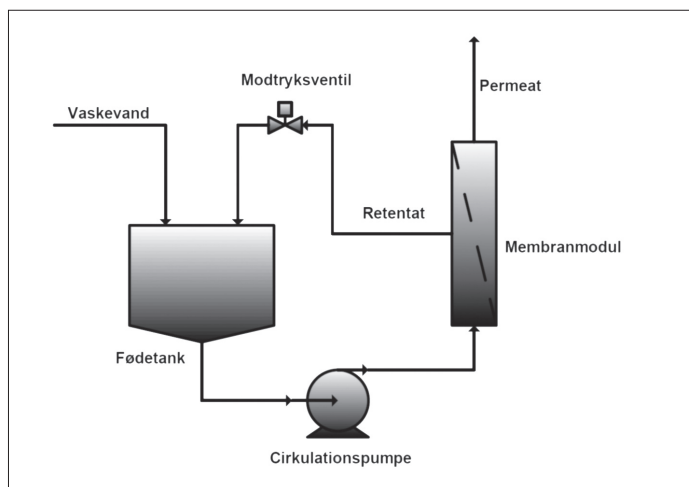 Modtryksventil
Permeat
Vaskevand
Retentat
Membranmodul
Fødetank
Cirkulationspumpe